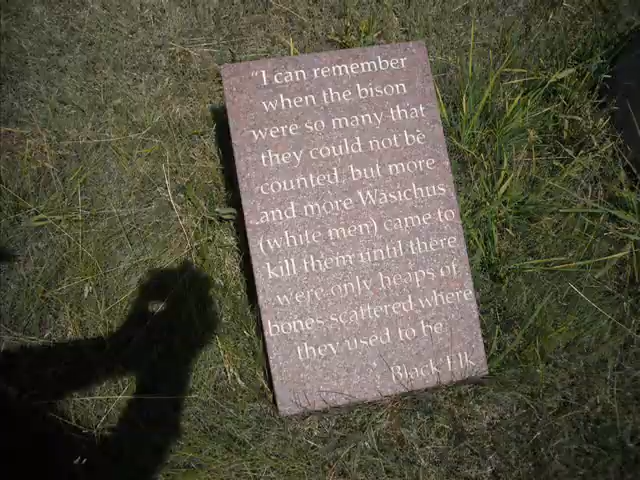 "I can remember
when the bison
were so many that
they could not be
counted, but more
and more Wasichus
(white men) came to
kill them until there
were only heaps of
bones scattered where
they used to be
Black Elk